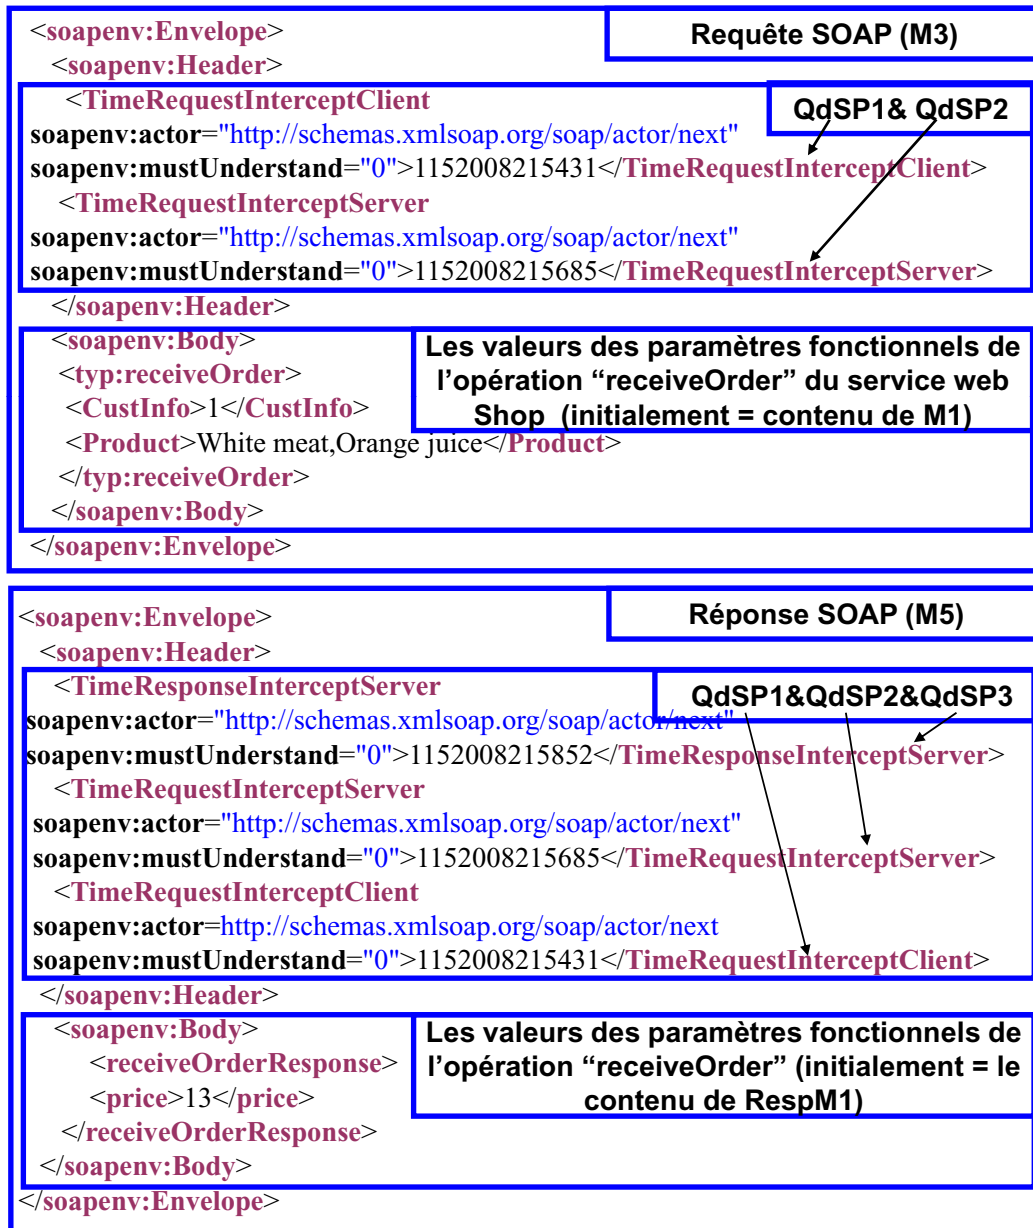 <soapenv:Envelope>
Requête SOAP (M3)
<soapenv:Header>
<TimeRequestInterceptClient
QdSP1& QdSP2
soapenv:actor="http://schemas.xmlsoap.org/soap/actor/next"
soapenv:mustUnderstand="0">1152008215431</TimeRequestInterceptClient>
<TimeRequestInterceptServer
soapenv:actor="http://schemas.xmlsoap.org/soap/actor/next"
soapenv:mustUnderstand="0">1152008215685</TimeRequestInterceptServer>
</soapenv:Header>
<soapenv:Body>
<typ:receiveOrder>
<CustInfo>1</CustInfo>
<Product>White meat,Orange juice</Product>
</typ:receiveOrder>
</soapenv:Body>
</soapenv:Envelope>
Les valeurs des paramètres fonctionnels de
l’opération “receiveOrder” du service web
Shop (initialement = contenu de M1)
<soapenv:Envelope>
Réponse SOAP (M5)
<soapenv:Header>
<TimeResponseInterceptServer
QdSP1&QdSP2&QdSP3
soapenv:actor="http://schemas.xmlsoap.org/soap/actor/next"
soapenv:mustUnderstand="0">1152008215852</TimeResponseInterceptServer>
<TimeRequestInterceptServer
soapenv:actor="http://schemas.xmlsoap.org/soap/actor/next"
soapenv:mustUnderstand="0">1152008215685</TimeRequestInterceptServer>
<TimeRequestInterceptClient
soapenv:actor=http://schemas.xmlsoap.org/soap/actor/next
soapenv:mustUnderstand="0">1152008215431</TimeRequestInterceptClient>
</soapenv:Header>
<soapenv:Body>
<receiveOrderResponse>
<price>13</price>
</receiveOrderResponse>
</soapenv:Body>
</soapenv:Envelope>
Les valeurs des paramètres fonctionnels de
l’opération “receiveOrder” (initialement = le
contenu de RespM1)